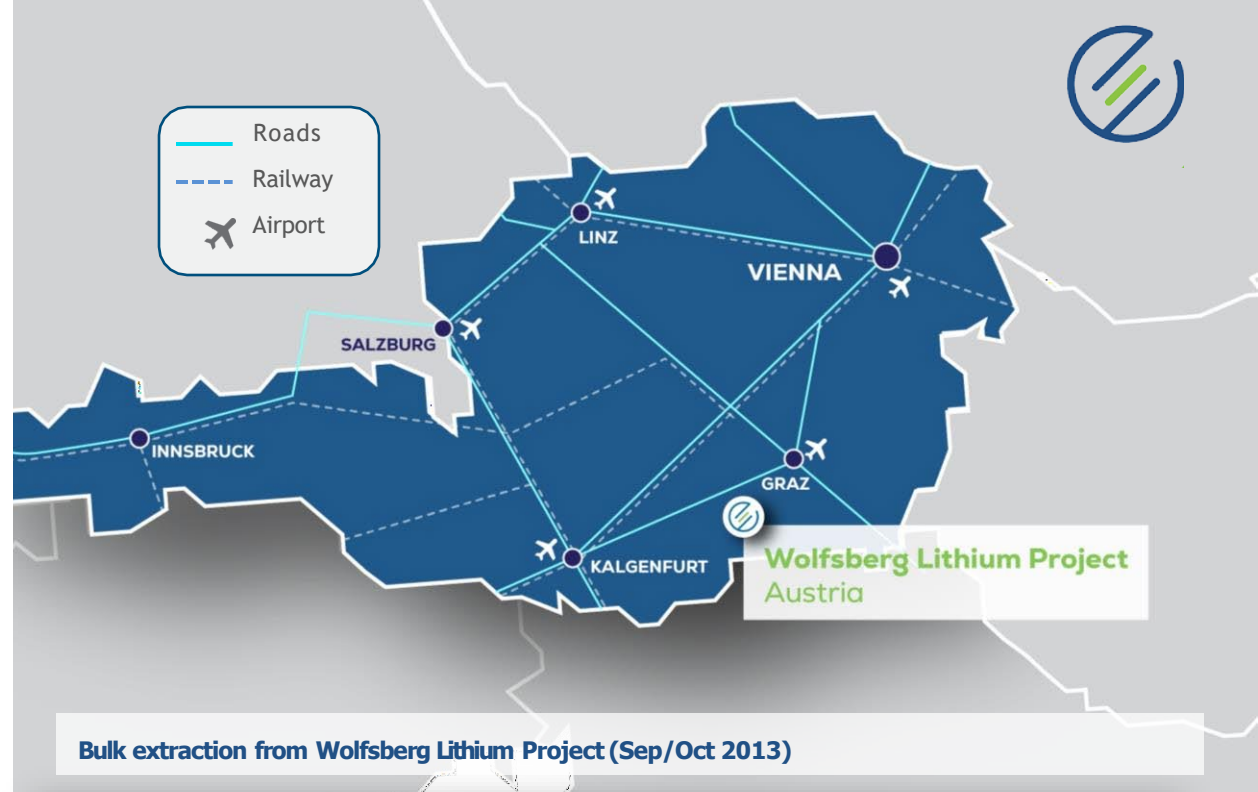 Roads
Railway
Airport
LINZ
VIENNA
SALZBURG
INNSBRUCK
GRAZ
KALGENFURT
Wolfsberg Lithium Project
Austria
Bulk extraction from Wolfsberg Lithium Project (Sep/Oct 2013)